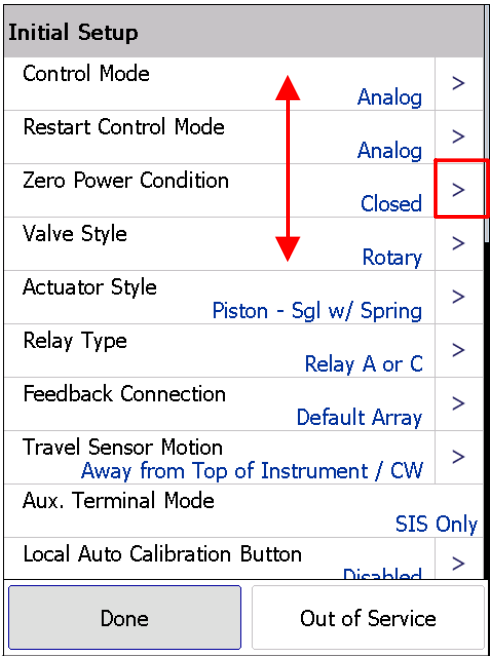 Initial Setup
Control Mode
Analog
>
Restart Control Mode
Analog
>
Zero Power Condition
Closed
>
Valve Style
Rotary
>
Actuator Style
Piston - Sgl w/ Spring
>
Relay Type
Relay A or C
>
Feedback Connection
Default Array
>
Travel Sensor Motion
Away from Top of Instrument / CW
>
Aux. Terminal Mode
SIS Only
Local Auto Calibration Button
Disabled
>
Done
Out of Service